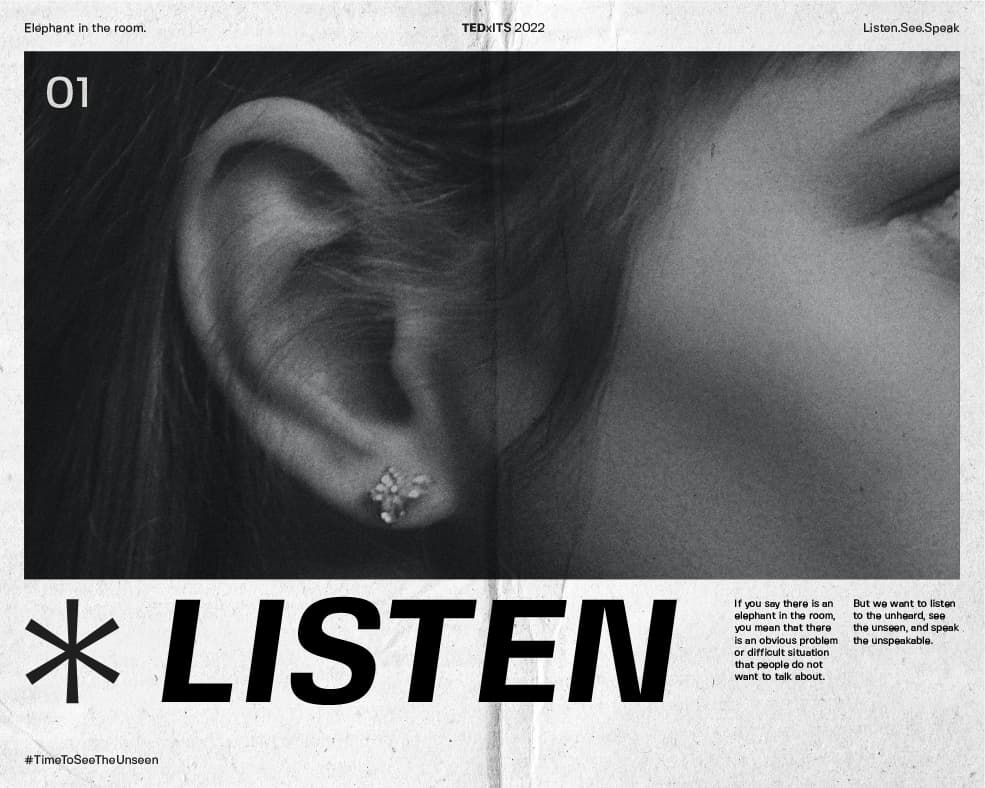 Elephant in the room.
TEDxITS 2022
Listen.See.Speak
01
* LISTEN
If you say there is an
elephant in the room,
you mean that there
is an obvious problem
or difficult situation
that people do not
want to talk about.
But we want to listen
to the unheard, see
the unseen, and speak
the unspeakable.
#TimeToSeeTheUnseen